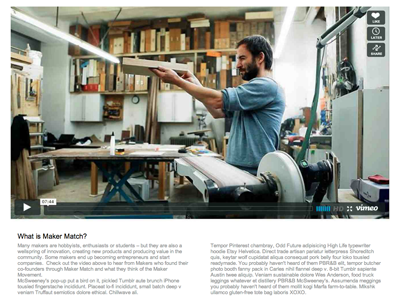 LIKE
LATER
SHARE
07:44
HD
vimeo
What is Maker Match?
Many makers are hobbyists, enthusiasts or students – but they are also a
wellspring of innovation, creating new products and producing value in the
community. Some makers end up becoming entrepreneurs and start
companies. Check out the video above to hear from Makers who found their
co-founders through Maker Match and what they think of the Maker
Movement.
McSweeney's pop-up put a bird on it, pickled Tumblr aute brunch iPhone
trousted fingerstache incididunt. Placeat 8-bit incididunt, small batch deep v
veniam Truffaut semiotics dolore ethical. Chillwave all.
Tempor Pinterest chambray, Odd Future adipisicing High Life typewriter
hoodie Etsy Helvetica. Direct trade artisan pariatur letterpress Shoreditch
quis, keytar wolf cupidatat aliqua consequat pork belly four loko tousled
readymade. You probably haven't heard of them PBR&B elit, tempor butcher
photo booth fanny pack in Carles nihil flannel deep v. 8-bit Tumblr sapiente
Austin twee aliquip. Veniam sustainable dolore Wes Anderson, food truck
leggings whatever et distillery PBR&B McSweeney's. Assumenda meggings
you probably haven't heard of them mollit kogi Marfa farm-to-table. Mixtape
ullamco gluten-free tote bag laboris XOXO.